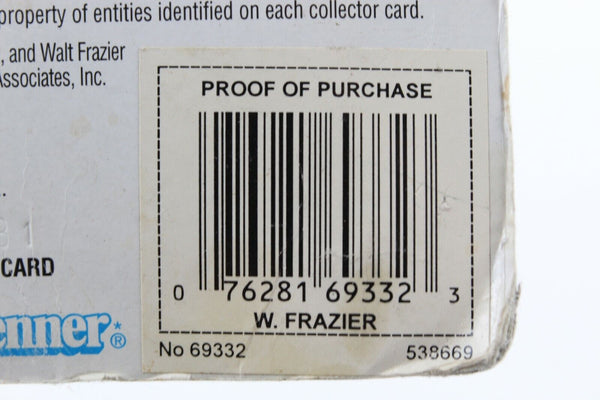 property of entities identified on each collector card.
, and Walt Frazier
Associates, Inc.
PROOF OF PURCHASE
0 76281 69332 3
W. FRAZIER
No 69332 538669
CARD
enner®